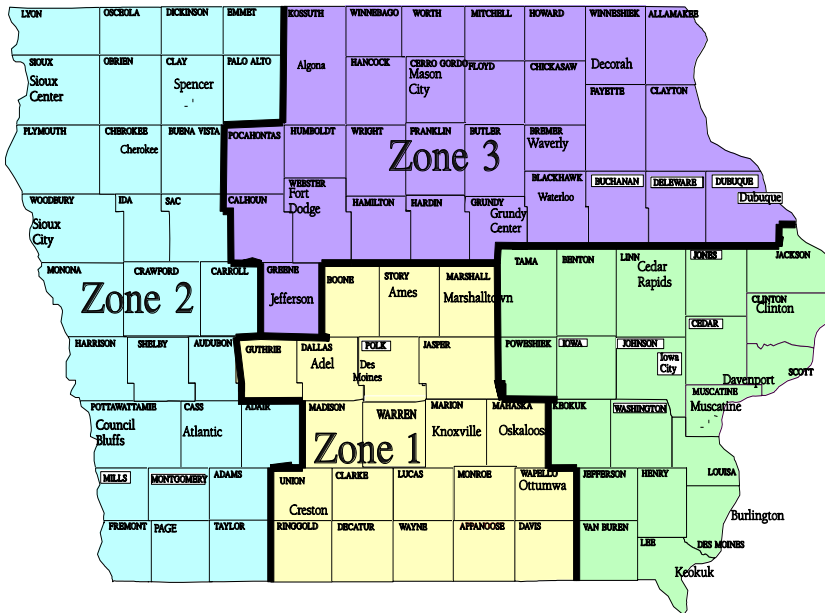 LYON OSCEOLA DICKINSON EMMET KOSSUTH WINNEBAGO WORTH MITCHELL HOWARD WINNESHIEK ALLAMAKEE
SIOUX OBRIEN CLAY PALO ALTO HANCOCK CERRO GORDO FLOYD CHICKASAW
Sioux
Center
Spencer
Algona
Mason
City
Decorah
FAYETTE CLAYTON
PLYMOUTH CHEROKEE BUENA VISTA POCAHONTAS HUMBOLDT WRIGHT FRANKLIN BUTLER BREMER
Cherokee
Waverly
Zone 3
WEBSTER
Fort
Dodge
BLACKHAWK BUCHANAN DELEWARE DUBUQUE
Waterloo
Dubuque
WOODBURY IDA SAC CALHOUN HAMILTON HARDIN GRUNDY
Sioux
City
Grundy
Center
MONONA CRAWFORD CARROLL GREENE BOONE STORY MARSHALL TAMA BENTON LINN JONES JACKSON
Zone 2
Jefferson
Ames
Marshalltown
Cedar
Rapids
CLINTON
Clinton
CEDAR
HARRISON SHELBY AUDUBON GUTHRIE DALLAS POLK JASPER POWESHIEK IOWA JOHNSON
Adel
Des
Moines
Iowa
City
SCOTT
Davenport
MUSCATINE
Muscatine
POTTAWATTAMIE CASS ADAIR MADISON WARREN MARION MAHASKA KEOKUK WASHINGTON
Council
Bluffs
Atlantic
Zone 1
Knoxville
Oskaloos
MILLS MONTGOMERY ADAMS UNION CLARKE LUCAS MONROE WAPELLO JEFFERSON HENRY LOUISA
Ottumwa
Creston
Burlington
FREMONT PAGE TAYLOR RINGGOLD DECATUR WAYNE APPANOOSE DAVIS VAN BUREN
LEE DES MOINES
Keokuk